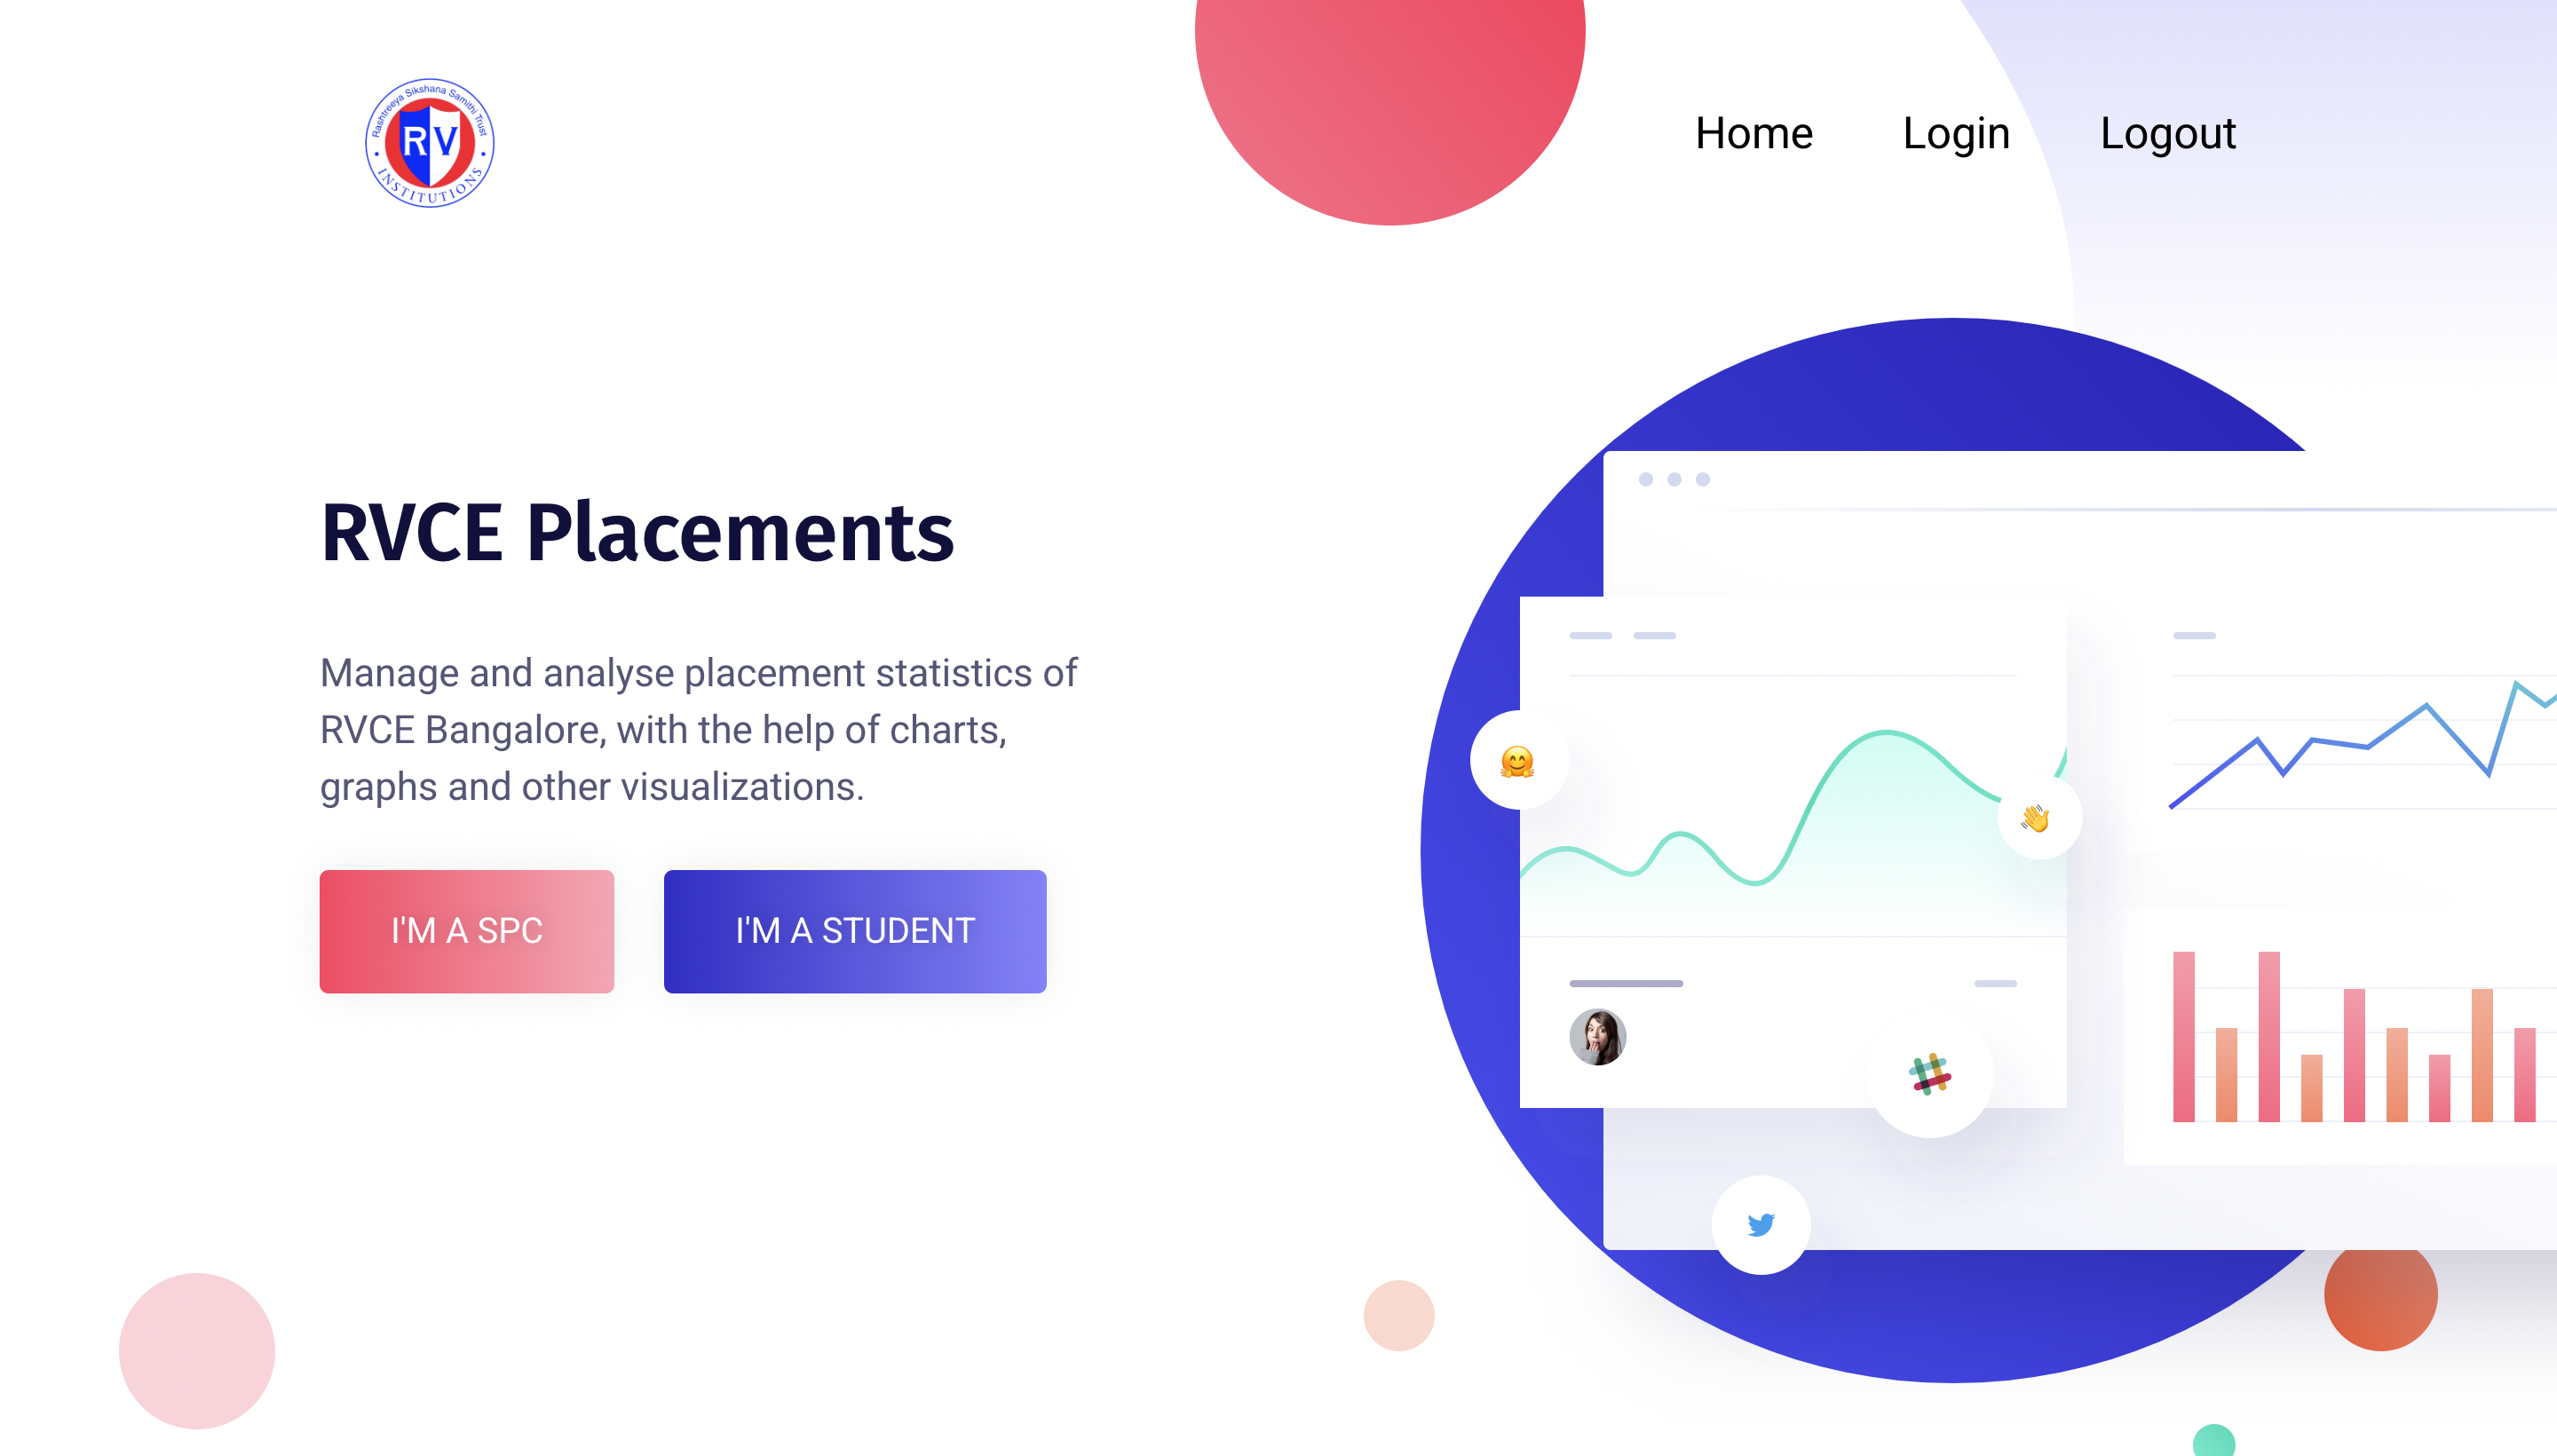 Rashtreeya Sikshana Samithi Trust
RV
INSTITUTIONS
Home Login Logout
RVCE Placements
Manage and analyse placement statistics of
RVCE Bangalore, with the help of charts,
graphs and other visualizations.
I'M A SPC I'M A STUDENT